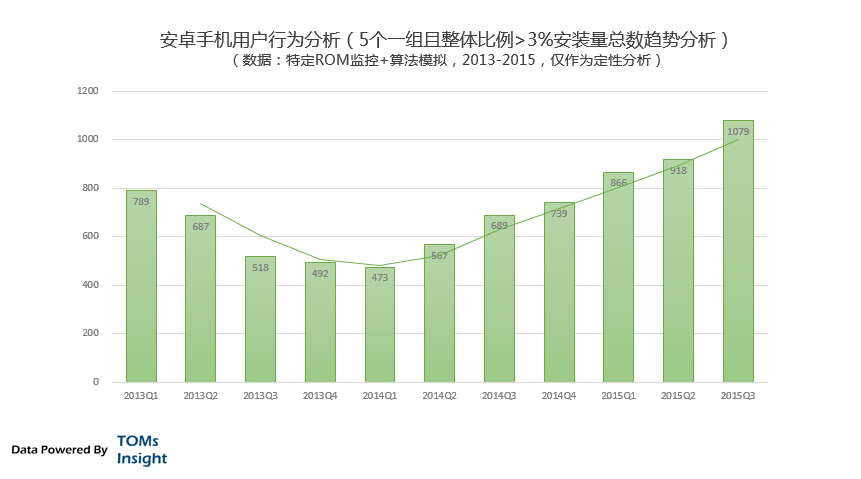 安卓手机用户行为分析（5个一组且整体比例>3%安装量总数趋势分析）
（数据：特定ROM监控+算法模拟，2013-2015，仅作为定性分析）
1200
1000
800
600
400
200
0
789
687
518
492
473
567
689
739
866
918
1079
2013Q1
2013Q2
2013Q3
2013Q4
2014Q1
2014Q2
2014Q3
2014Q4
2015Q1
2015Q2
2015Q3
Data Powered By
TOMs
Insight